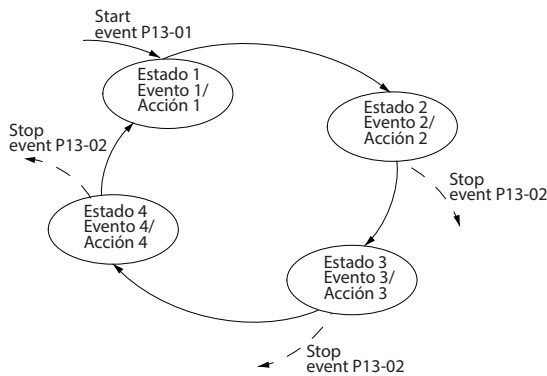 Start
event P13-01
Estado 1
Evento 1/
Acción 1
Estado 2
Evento 2/
Acción 2
Stop
event P13-02
Stop
event P13-02
Estado 4
Evento 4/
Acción 4
Estado 3
Evento 3/
Acción 3
Stop
event P13-02